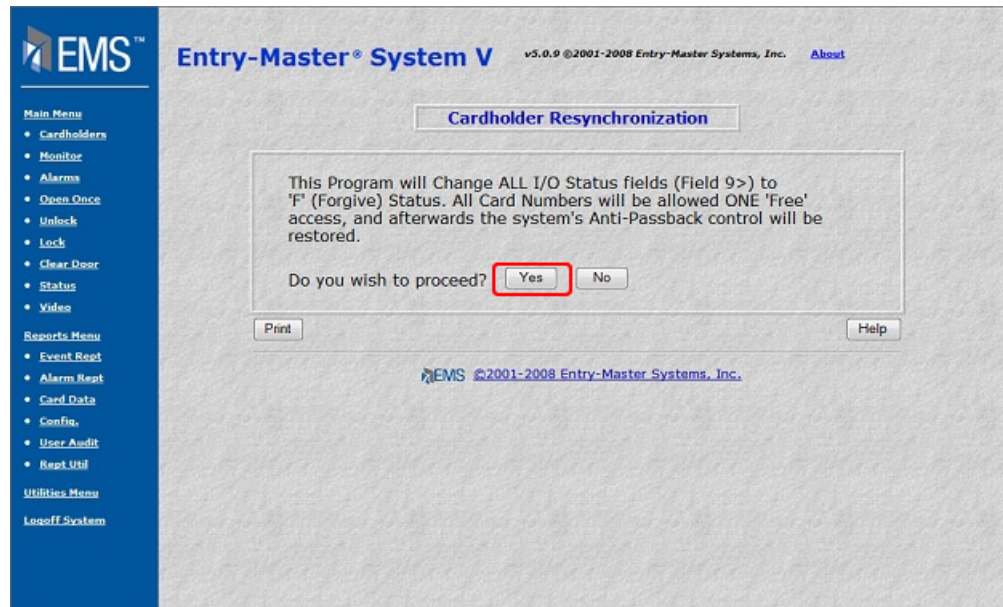 EMS™
Entry-Master® System V v5.0.9 ©2001-2008 Entry-Master Systems, Inc. About
Main Menu
• Cardholders
• Monitor
• Alarms
• Open Once
• Unlock
• Lock
• Clear Door
• Status
• Video
Reports Menu
• Event Rept
• Alarm Rept
• Card Data
• Config.
• User Audit
• Rept Util
Utilities Menu
Logoff System
Cardholder Resynchronization
This Program will Change ALL I/O Status fields (Field 9>) to
'F' (Forgive) Status. All Card Numbers will be allowed ONE 'Free'
access, and afterwards the system's Anti-Passback control will be
restored.
Do you wish to proceed? Yes No
Print Help
EMS ©2001-2008 Entry-Master Systems, Inc.